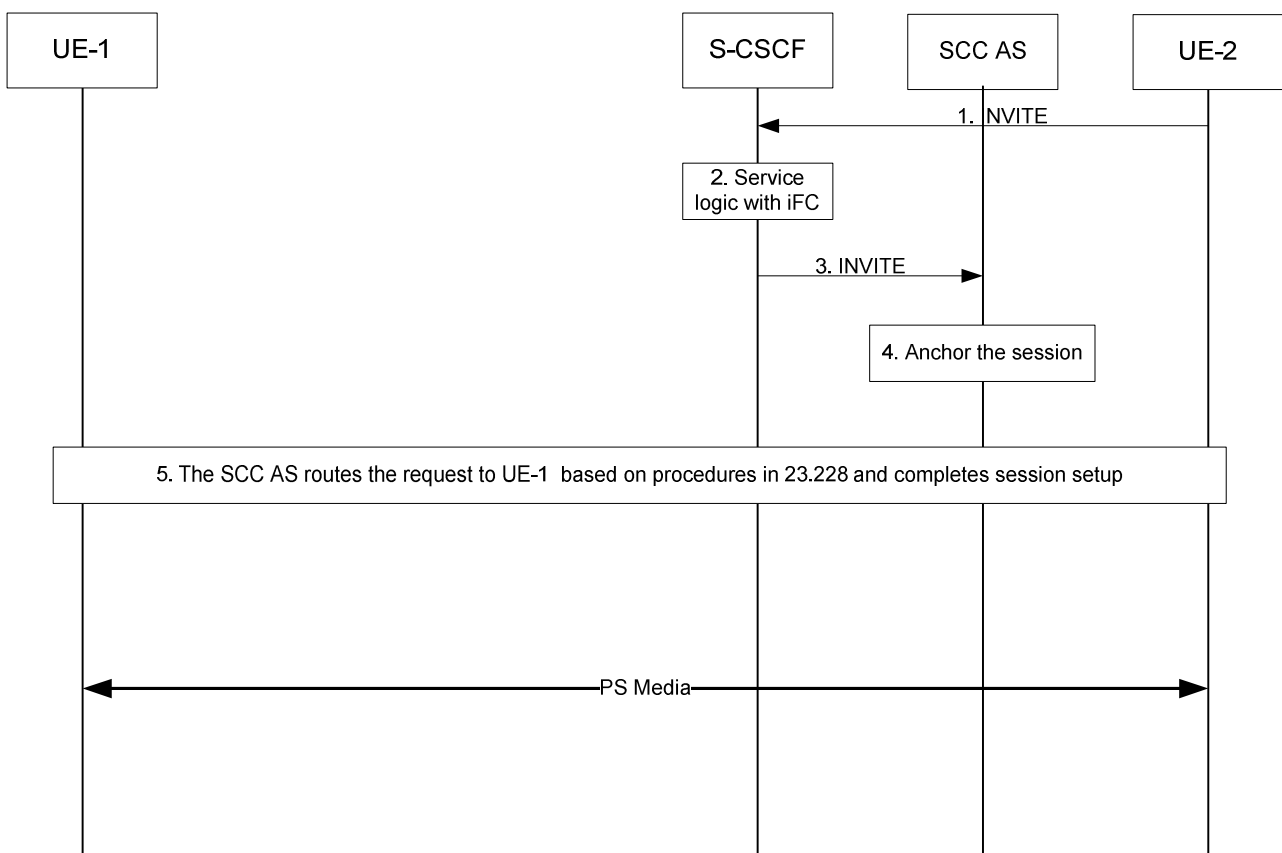 UE-1
S-CSCF
SCC AS
UE-2
1. NVITE
2. Service
logic with iFC
3. INVITE
4. Anchor the session
5. The SCC AS routes the request to UE-1 based on procedures in 23.228 and completes session setup
PS Media